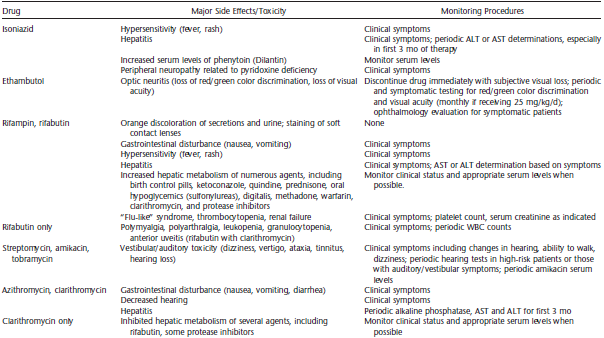 Drug Major Side Effects/Toxicity Monitoring Procedures
Isoniazid Hypersensitivity (fever, rash) Clinical symptoms
Hepatitis Clinical symptoms; periodic ALT or AST determinations, especially
in first 3 mo of therapy
Increased serum levels of phenytoin (Dilantin) Monitor serum levels
Peripheral neuropathy related to pyridoxine deficiency Clinical symptoms
Ethambutol Optic neuritis (loss of red/green color discrimination, loss of visual Discontinue drug immediately with subjective visual loss; periodic
acuity) and symptomatic testing for red/green color discrimination
and visual acuity (monthly if receiving 25 mg/kg/d);
ophthalmology evaluation for symptomatic patients
Rifampin, rifabutin Orange discoloration of secretions and urine; staining of soft None
contact lenses
Gastrointestinal disturbance (nausea, vomiting) Clinical symptoms
Hypersensitivity (fever, rash) Clinical symptoms
Hepatitis Clinical symptoms; AST or ALT determination based on symptoms
Increased hepatic metabolism of numerous agents, including Monitor clinical status and appropriate serum levels when
birth control pills, ketoconazole, quindine, prednisone, oral possible.
hypoglycemics (sulfonylureas), digitalis, methadone, warfarin,
clarithromycin, and protease inhibitors
"Flu-like" syndrome, thrombocytopenia, renal failure Clinical symptoms; platelet count, serum creatinine as indicated
Rifabutin only Polymyalgia, polyarthralgia, leukopenia, granulocytopenia, Clinical symptoms; periodic WBC counts
anterior uveitis (rifabutin with clarithromycin)
Streptomycin, amikacin, Vestibular/auditory toxicity (dizziness, vertigo, ataxia, tinnitus, Clinical symptoms including changes in hearing, ability to walk,
tobramycin hearing loss) dizziness; periodic hearing tests in high-risk patients or those
with auditory/vestibular symptoms; periodic amikacin serum
levels
Azithromycin, clarithromycin Gastrointestinal disturbance (nausea, vomiting, diarrhea) Clinical symptoms
Decreased hearing Clinical symptoms
Hepatitis Periodic alkaline phosphatase, AST and ALT for first 3 mo
Clarithromycin only Inhibited hepatic metabolism of several agents, including Monitor clinical status and appropriate serum levels when
rifabutin, some protease inhibitors possible